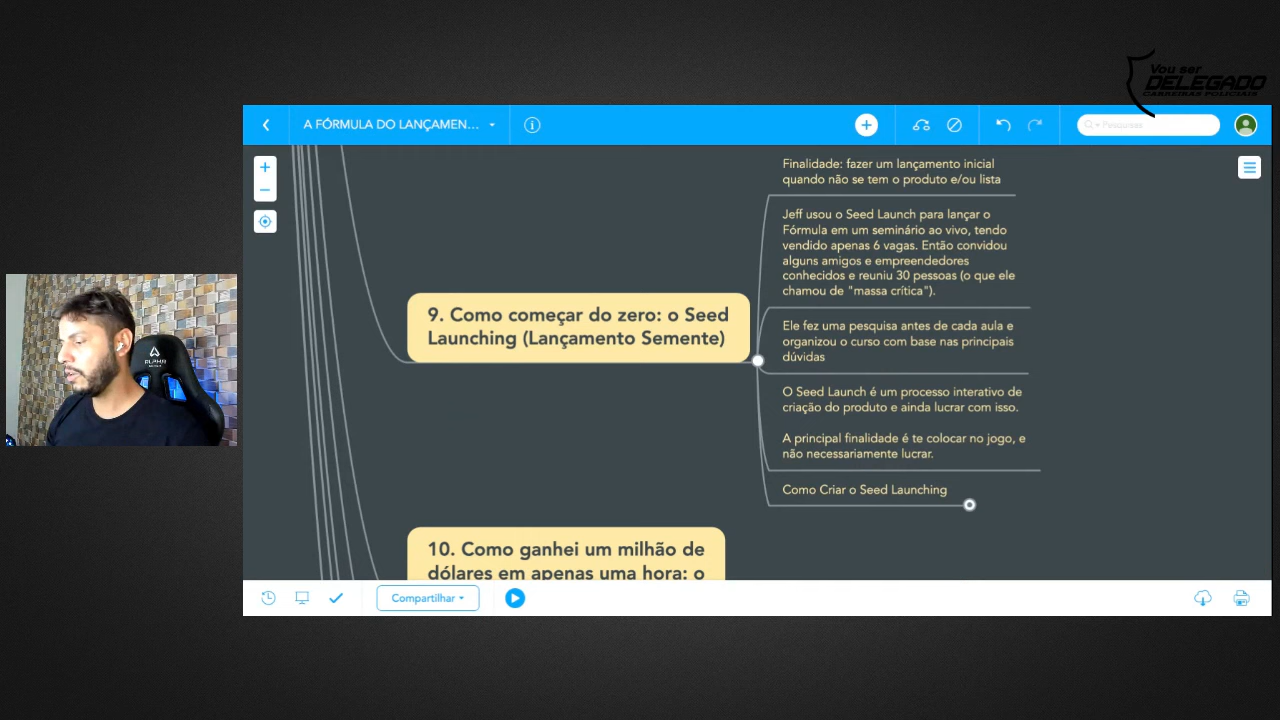 Vou ser
DELEGADO
CARREIRAS POLICIAIS
A FÓRMULA DO LANÇAMEN...
Pesquisar
Finalidade: fazer um lançamento inicial
quando não se tem o produto e/ou lista
Jeff usou o Seed Launch para lançar o
Fórmula em um seminário ao vivo, tendo
vendido apenas 6 vagas. Então convidou
alguns amigos e empreendedores
conhecidos e reuniu 30 pessoas (o que ele
chamou de "massa crítica").
9. Como começar do zero: o Seed
Launching (Lançamento Semente)
Ele fez uma pesquisa antes de cada aula e
organizou o curso com base nas principais
dúvidas
O Seed Launch é um processo interativo de
criação do produto e ainda lucrar com isso.
A principal finalidade é te colocar no jogo, e
não necessariamente lucrar.
Como Criar o Seed Launching
10. Como ganhei um milhão de
dólares em apenas uma hora: o
Compartilhar